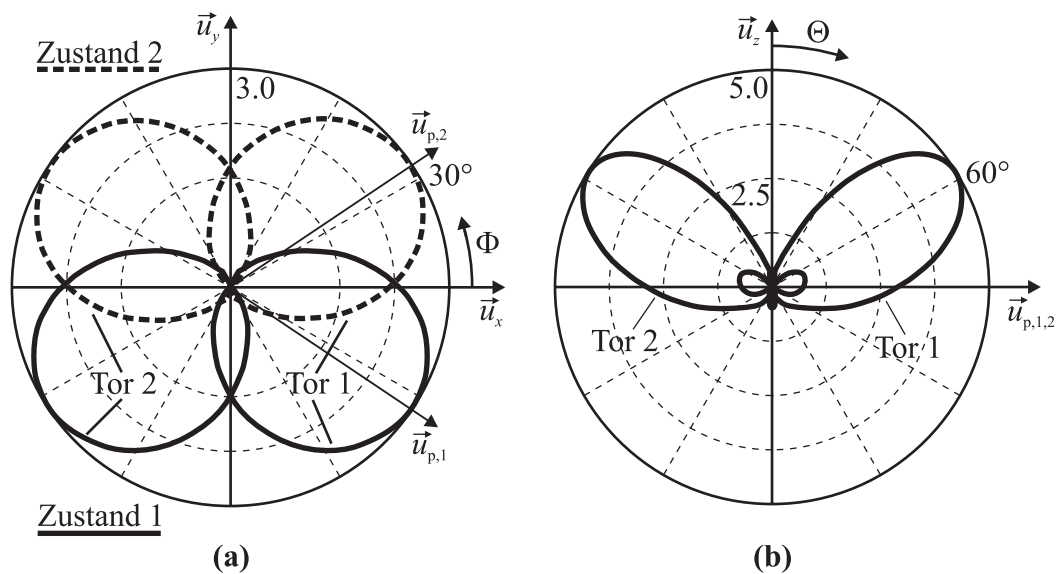 Zustand 2
u⃗y
3.0
u⃗p,2
30°
Φ
u⃗x
Tor 2
Tor 1
u⃗p,1
Zustand 1
(a)
u⃗z
Θ
5.0
2.5
60°
u⃗p,1,2
Tor 2
Tor 1
(b)